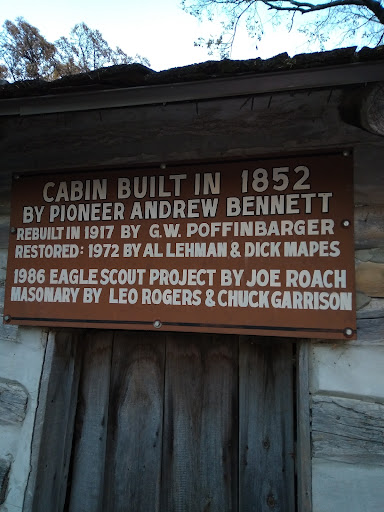 CABIN BUILT IN 1852
BY PIONEER ANDREW BENNETT
REBUILT IN 1917 BY G.W. POFFINBARGER
RESTORED: 1972 BY AL LEHMAN & DICK MAPES
1986 EAGLE SCOUT PROJECT BY JOE ROACH
MASONARY BY LEO ROGERS & CHUCK GARRISON